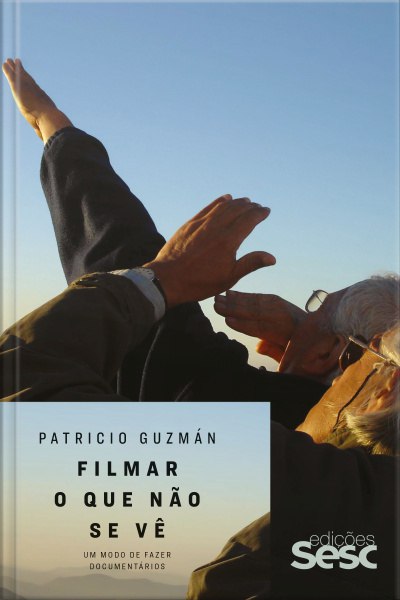 PATRICIO GUZMÁN
FILMAR
O QUE NÃO
SE VÊ
UM MODO DE FAZER
DOCUMENTÁRIOS
edições
Sesc